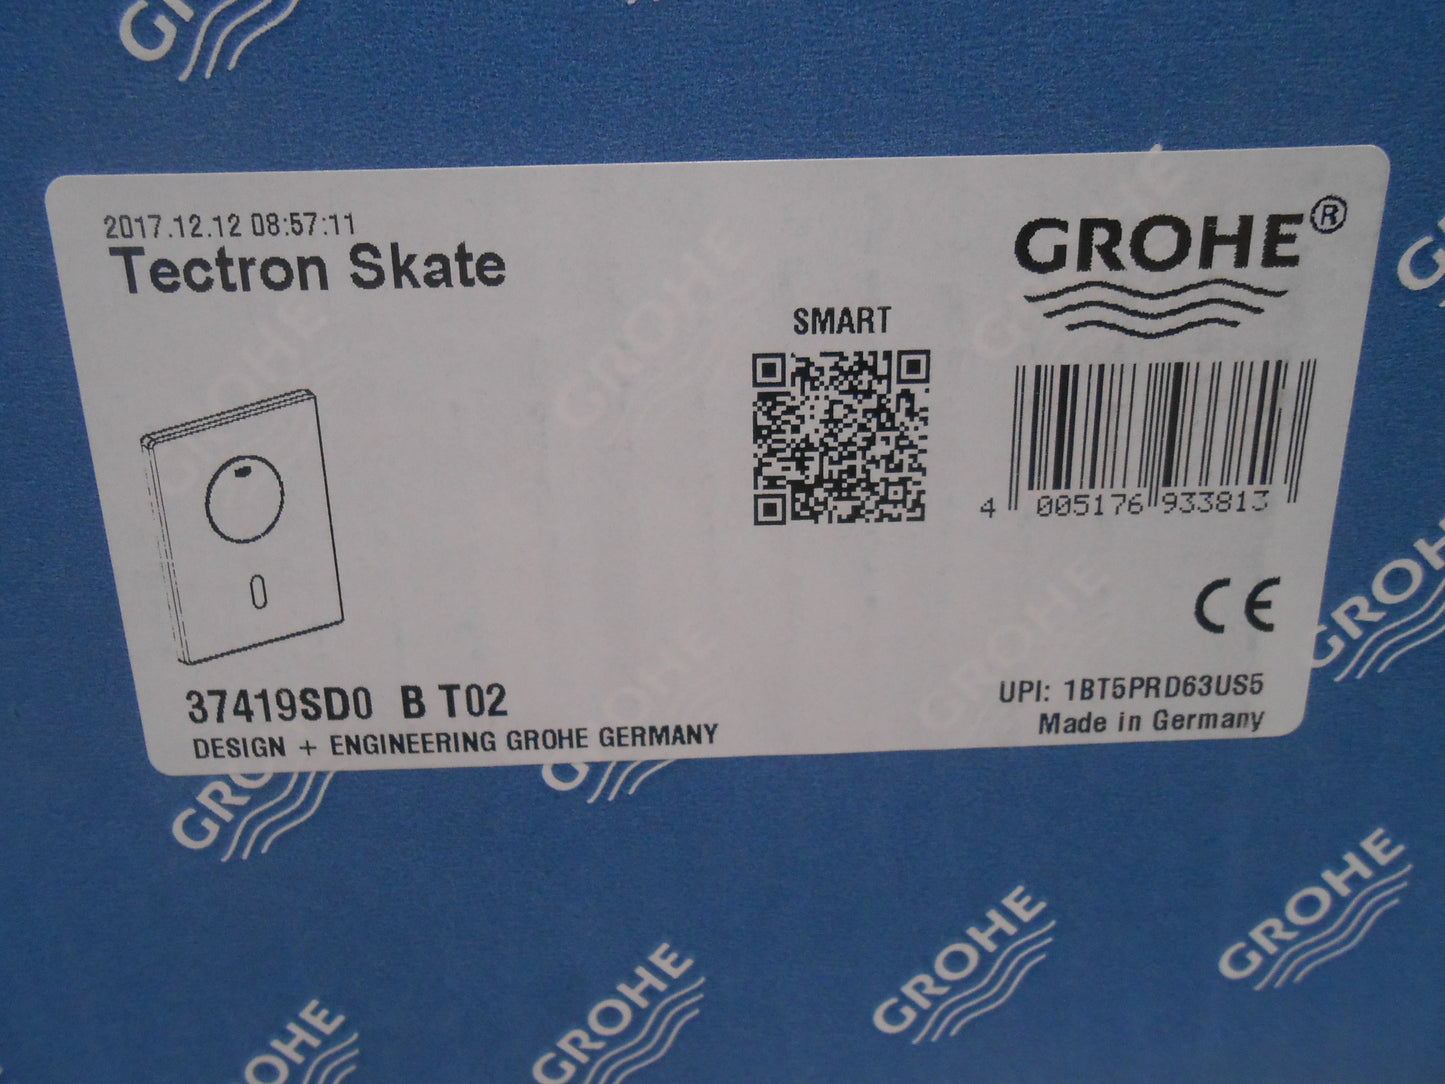 2017.12.12 08:57:11
Tectron Skate
GROHE®
SMART
4 005176 933813
CE
37419SD0 B T02
UPI: 1BT5PRD63US5
DESIGN + ENGINEERING GROHE GERMANY
Made in Germany
GROHE
GROHE
GROHE
GROHE